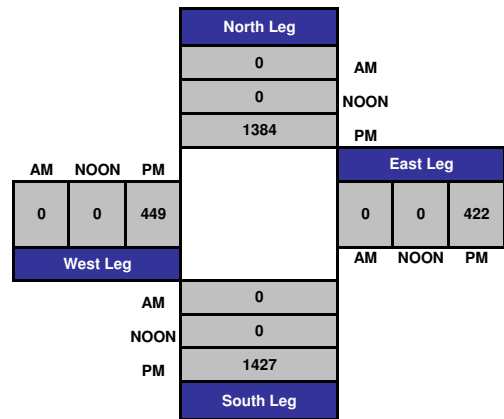 North Leg
0 AM
0 NOON
1384 PM
AM NOON PM East Leg
0 0 449 0 0 422
West Leg AM NOON PM
AM 0
NOON 0
PM 1427
South Leg